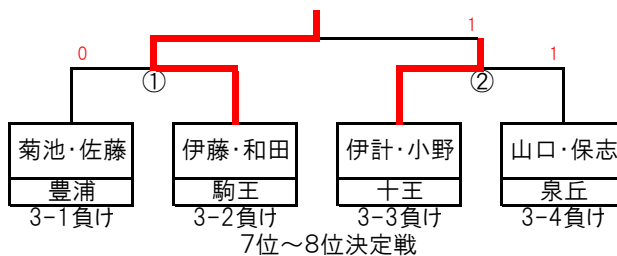 1
0 1
① ②
菊池・佐藤 伊藤・和田 伊計・小野 山口・保志
豊浦 駒王 十王 泉丘
3-1負け 3-2負け 3-3負け 3-4負け
7位～8位決定戦